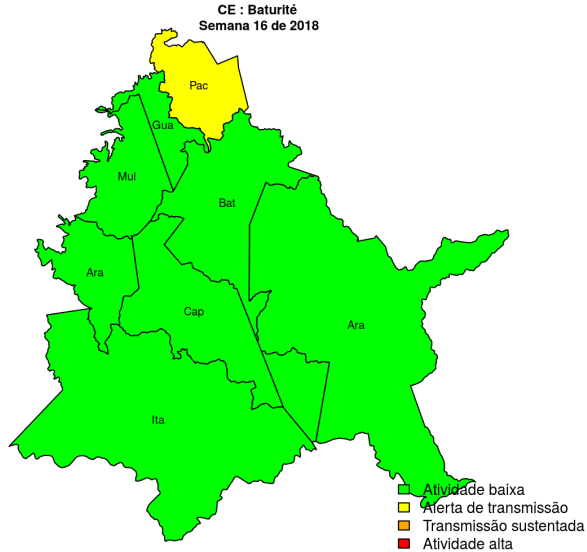 CE : Baturité
Semana 16 de 2018
Pac
Gua
Mul
Bat
Ara
Cap
Ara
Ita
Atividade baixa
Alerta de transmissão
Transmissão sustentada
Atividade alta